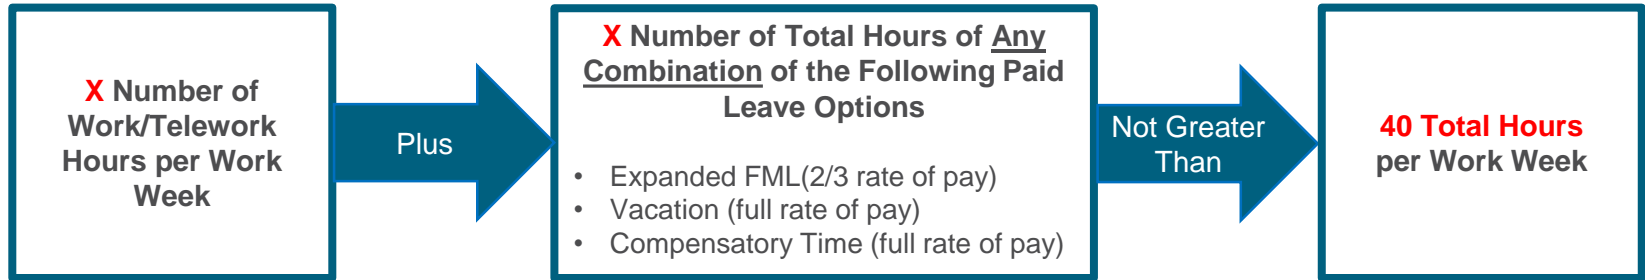 X Number of
Work/Telework
Hours per Work
Week
Plus
X Number of Total Hours of Any
Combination of the Following Paid
Leave Options
• Expanded FML(2/3 rate of pay)
• Vacation (full rate of pay)
• Compensatory Time (full rate of pay)
Not Greater
Than
40 Total Hours
per Work Week